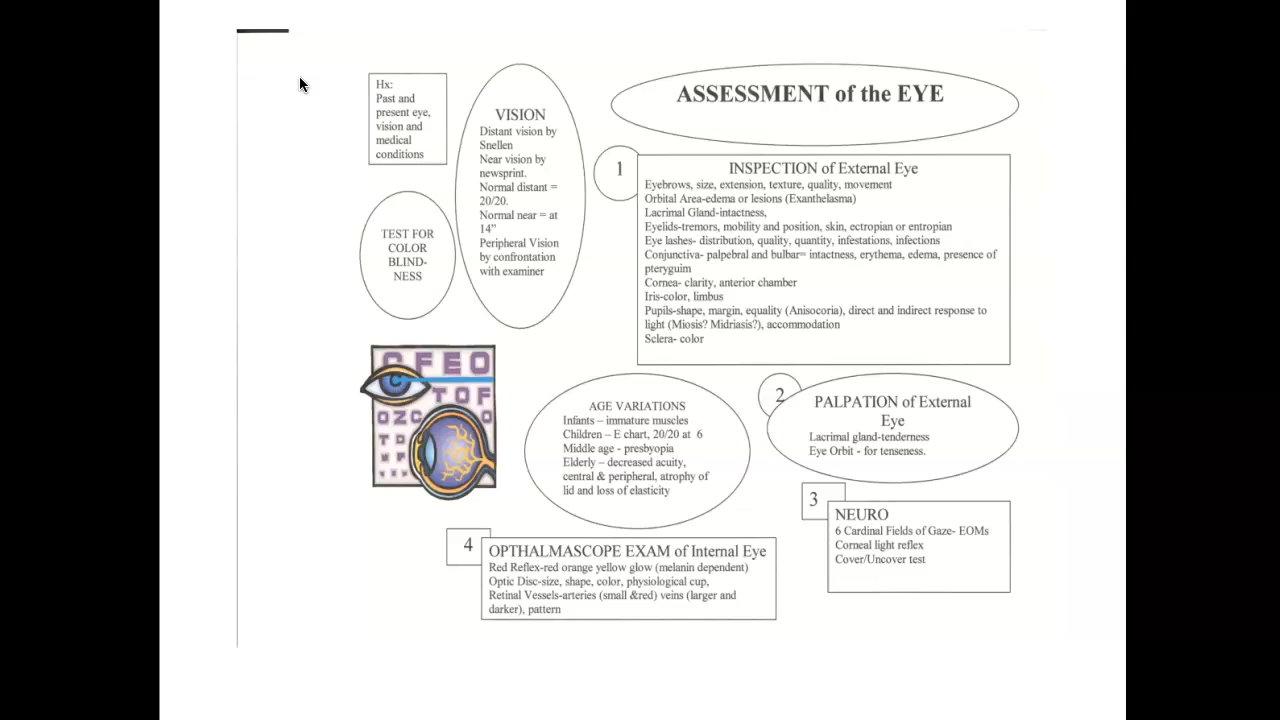 Hx:
Past and
present eye,
vision and
medical
conditions
VISION
Distant vision by
Snellen
Near vision by
newsprint.
Normal distant =
20/20.
Normal near = at
14”
Peripheral Vision
by confrontation
with examiner
TEST FOR
COLOR
BLIND-
NESS
ASSESSMENT of the EYE
1
INSPECTION of External Eye
Eyebrows, size, extension, texture, quality, movement
Orbital Area-edema or lesions (Exanthelasma)
Lacrimal Gland-intactness,
Eyelids-tremors, mobility and position, skin, ectropian or entropian
Eye lashes- distribution, quality, quantity, infestations, infections
Conjunctiva- palpebral and bulbar= intactness, erythema, edema, presence of
pteryguim
Cornea- clarity, anterior chamber
Iris-color, limbus
Pupils-shape, margin, equality (Anisocoria), direct and indirect response to
light (Miosis? Midriasis?), accommodation
Sclera- color
C F E O
T O F
O Z C O
T D
AGE VARIATIONS
Infants – immature muscles
Children – E chart, 20/20 at 6
Middle age - presbyopia
Elderly – decreased acuity,
central & peripheral, atrophy of
lid and loss of elasticity
2
PALPATION of External
Eye
Lacrimal gland-tenderness
Eye Orbit - for tenseness.
3
NEURO
6 Cardinal Fields of Gaze- EOMs
Corneal light reflex
Cover/Uncover test
4
OPTHALMASCOPE EXAM of Internal Eye
Red Reflex-red orange yellow glow (melanin dependent)
Optic Disc-size, shape, color, physiological cup,
Retinal Vessels-arteries (small &red) veins (larger and
darker), pattern